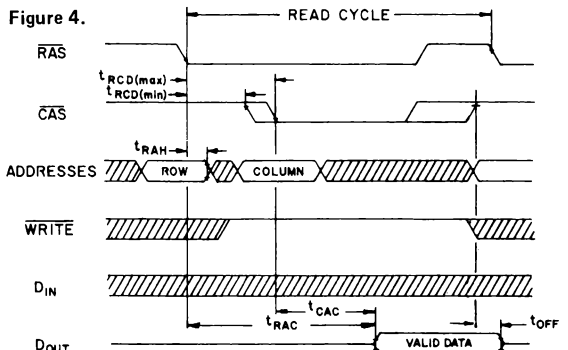 Figure 4.
READ CYCLE
RAS
tRCD(max)
tRCD(min)
CAS
tRAH
ADDRESSES
ROW
COLUMN
WRITE
DIN
tCAC
tRAC
tOFF
DOUT
VALID DATA